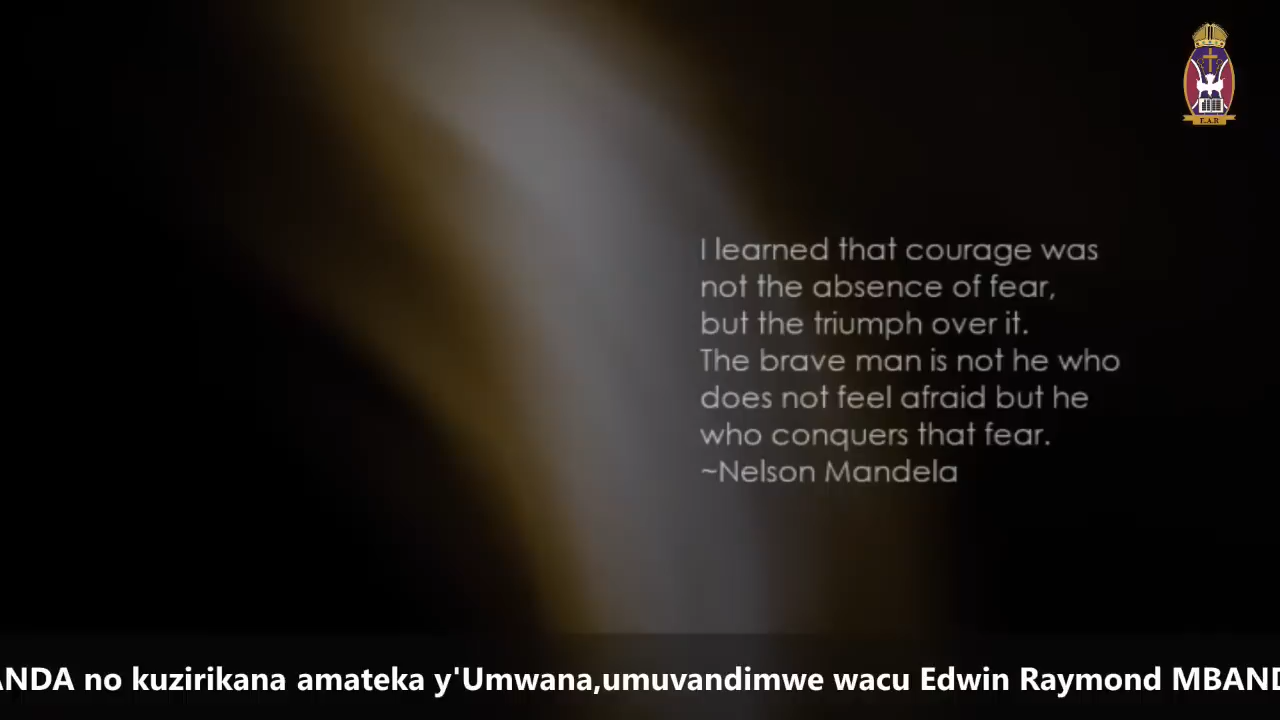 E.A.R
I learned that courage was
not the absence of fear,
but the triumph over it.
The brave man is not he who
does not feel afraid but he
who conquers that fear.
~Nelson Mandela
ANDA no kuzirikana amateka y'Umwana,umuvandimwe wacu Edwin Raymond MBAND